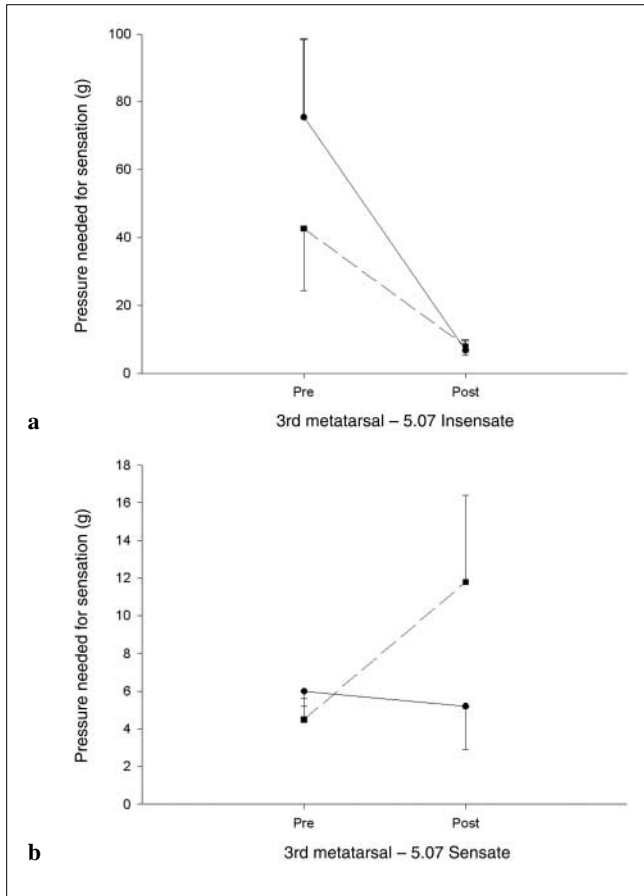 Pressure needed for sensation (g)
100
80
60
40
20
0
Pre Post
a 3rd metatarsal – 5.07 Insensate
Pressure needed for sensation (g)
18
16
14
12
10
8
6
4
2
0
Pre Post
b 3rd metatarsal – 5.07 Sensate